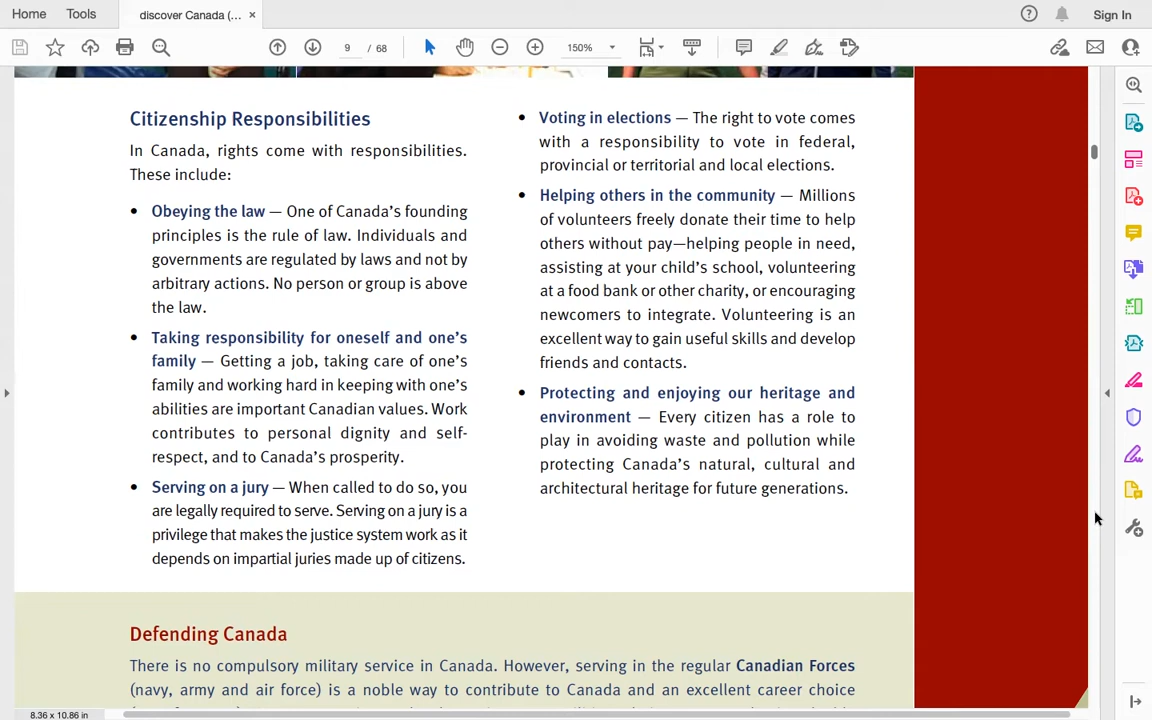 Home Tools discover Canada (... × Sign In
9 / 68 150%
Citizenship Responsibilities
In Canada, rights come with responsibilities.
These include:
• Obeying the law — One of Canada's founding
principles is the rule of law. Individuals and
governments are regulated by laws and not by
arbitrary actions. No person or group is above
the law.
• Taking responsibility for oneself and one's
family — Getting a job, taking care of one's
family and working hard in keeping with one's
abilities are important Canadian values. Work
contributes to personal dignity and self-
respect, and to Canada's prosperity.
• Serving on a jury — When called to do so, you
are legally required to serve. Serving on a jury is a
privilege that makes the justice system work as it
depends on impartial juries made up of citizens.
• Voting in elections — The right to vote comes
with a responsibility to vote in federal,
provincial or territorial and local elections.
• Helping others in the community — Millions
of volunteers freely donate their time to help
others without pay—helping people in need,
assisting at your child's school, volunteering
at a food bank or other charity, or encouraging
newcomers to integrate. Volunteering is an
excellent way to gain useful skills and develop
friends and contacts.
• Protecting and enjoying our heritage and
environment — Every citizen has a role to
play in avoiding waste and pollution while
protecting Canada's natural, cultural and
architectural heritage for future generations.
Defending Canada
There is no compulsory military service in Canada. However, serving in the regular Canadian Forces
(navy, army and air force) is a noble way to contribute to Canada and an excellent career choice
8.36 x 10.86 in